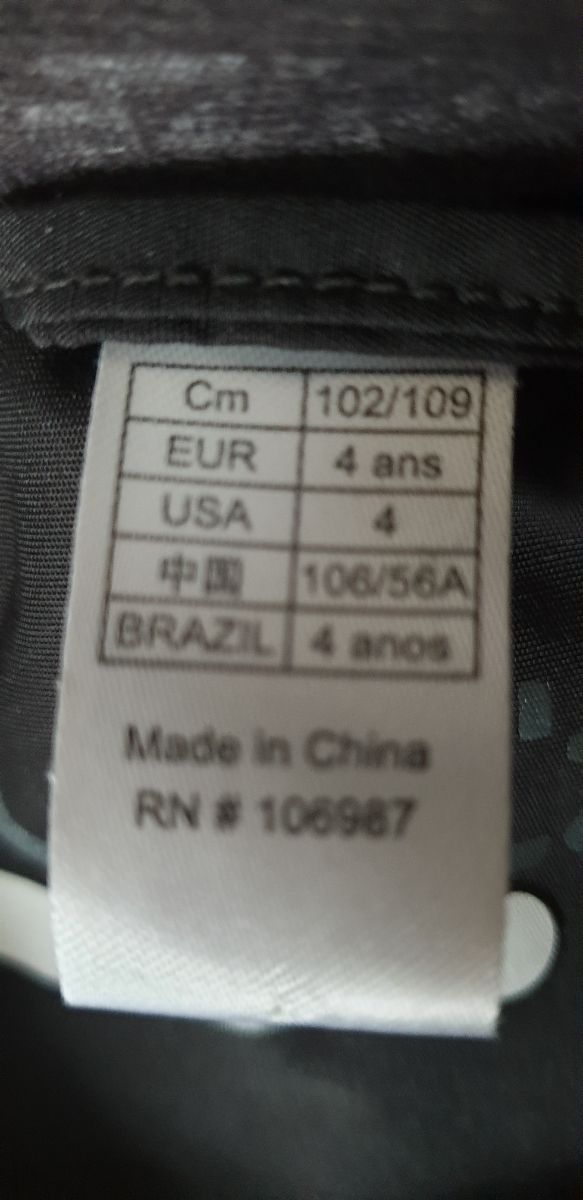 Cm 102/109
EUR 4 ans
USA 4
中国 106/56A
BRAZIL 4 anos
Made in China
RN # 106987